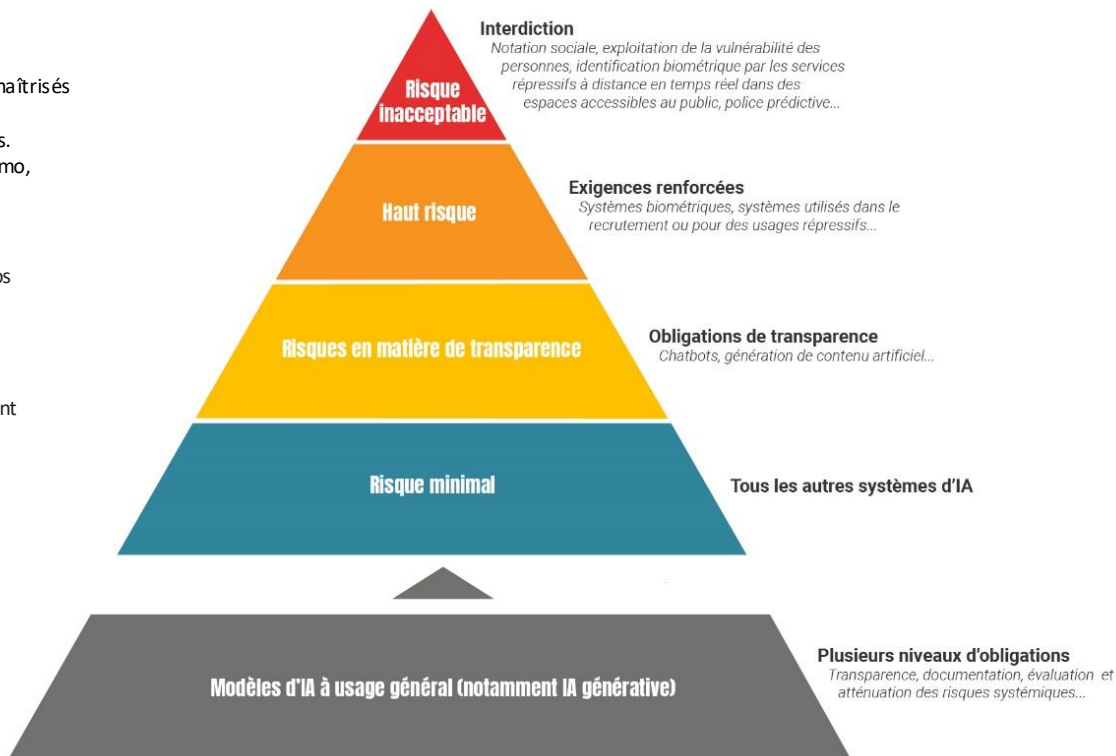 Interdiction
Notation sociale, exploitation de la vulnérabilité des
personnes, identification biométrique par les services
répressifs à distance en temps réel dans des
espaces accessibles au public, police prédictive...
maîtrisés
s.
mo,
os
nt
Risque
inacceptable
Exigences renforcées
Systèmes biométriques, systèmes utilisés dans le
recrutement ou pour des usages répressifs...
Haut risque
Obligations de transparence
Chatbots, génération de contenu artificiel...
Risques en matière de transparence
Risque minimal
Tous les autres systèmes d'IA
Plusieurs niveaux d'obligations
Transparence, documentation, évaluation et
atténuation des risques systémiques...
Modèles d'IA à usage général (notamment IA générative)